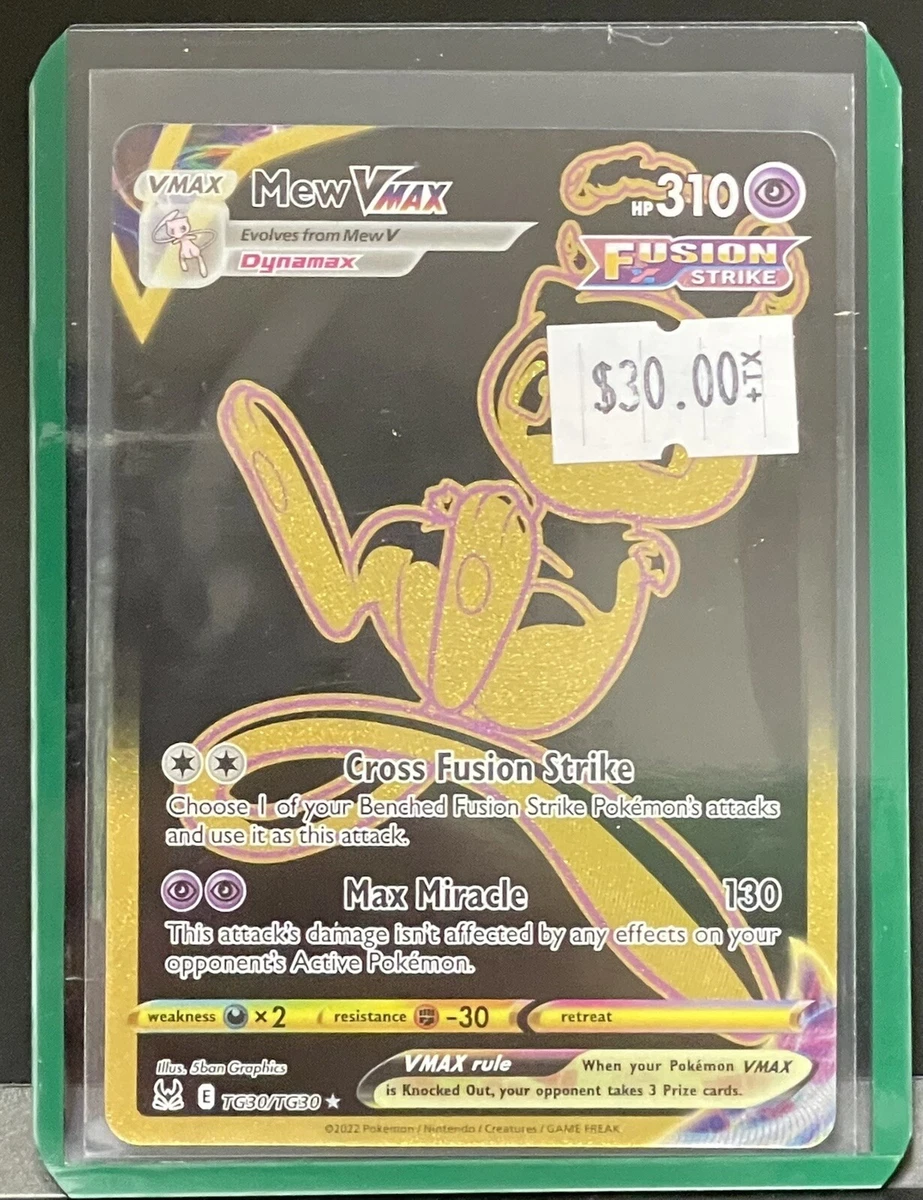 VMAX
Mew VMAX
HP 310
Evolves from Mew V
Dynamax
FUSION
STRIKE
$30.00 +TX
Cross Fusion Strike
Choose 1 of your Benched Fusion Strike Pokémon's attacks
and use it as this attack.
Max Miracle 130
This attack's damage isn't affected by any effects on your
opponent's Active Pokémon.
weakness ×2 resistance -30 retreat
Illus. 5ban Graphics
VMAX rule When your Pokémon VMAX
is Knocked Out, your opponent takes 3 Prize cards.
E TG30/TG30
©2022 Pokémon / Nintendo / Creatures / GAME FREAK